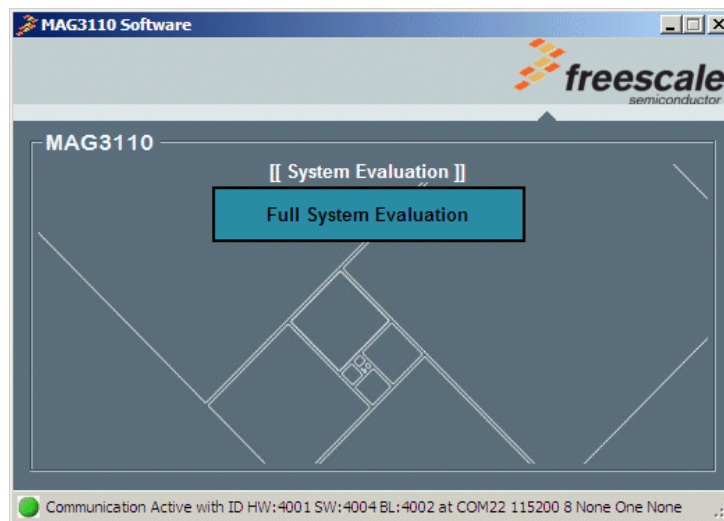 MAG3110 Software
freescale
semiconductor
MAG3110
[[ System Evaluation ]]
Full System Evaluation
Communication Active with ID HW:4001 SW:4004 BL:4002 at COM22 115200 8 None One None